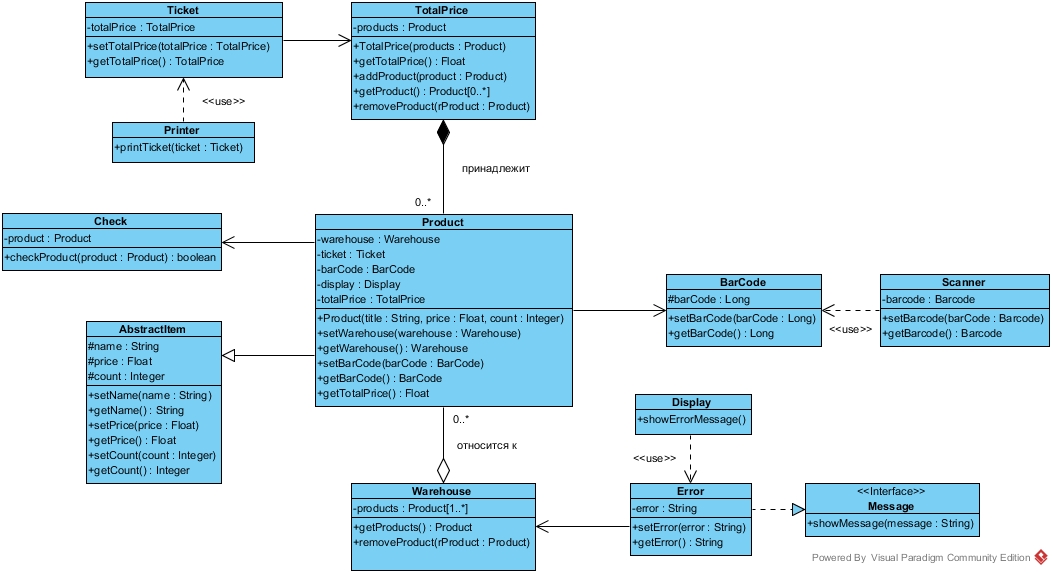 Ticket
-totalPrice : TotalPrice
+setTotalPrice(totalPrice : TotalPrice)
+getTotalPrice() : TotalPrice
TotalPrice
-products : Product
+TotalPrice(products : Product)
+getTotalPrice() : Float
+addProduct(product : Product)
+getProduct() : Product[0..*]
+removeProduct(rProduct : Product)
<<use>>
Printer
+printTicket(ticket : Ticket)
принадлежит
0..*
Check
-product : Product
+checkProduct(product : Product) : boolean
Product
-warehouse : Warehouse
-ticket : Ticket
-barCode : BarCode
-display : Display
-totalPrice : TotalPrice
+Product(title : String, price : Float, count : Integer)
+setWarehouse(warehouse : Warehouse)
+getWarehouse() : Warehouse
+setBarCode(barCode : BarCode)
+getBarCode() : BarCode
+getTotalPrice() : Float
BarCode
#barCode : Long
+setBarCode(barCode : Long)
+getBarCode() : Long
<<use>>
Scanner
-barcode : Barcode
+setBarcode(barCode : Barcode)
+getBarcode() : Barcode
AbstractItem
#name : String
#price : Float
#count : Integer
+setName(name : String)
+getName() : String
+setPrice(price : Float)
+getPrice() : Float
+setCount(count : Integer)
+getCount() : Integer
0..*
относится к
Display
+showErrorMessage()
<<use>>
Warehouse
-products : Product[1..*]
+getProducts() : Product
+removeProduct(rProduct : Product)
Error
-error : String
+setError(error : String)
+getError() : String
<<Interface>>
Message
+showMessage(message : String)
Powered By Visual Paradigm Community Edition